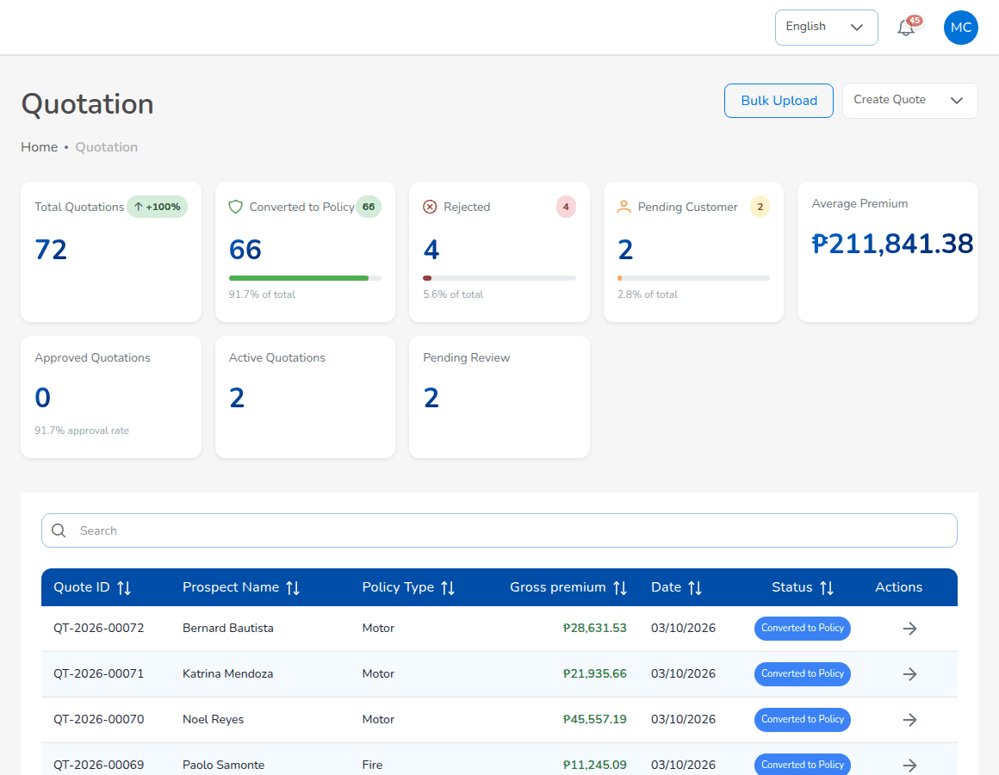 English
45
MC
Quotation
Bulk Upload
Create Quote
Home • Quotation
Total Quotations
+100%
72
Converted to Policy
66
66
91.7% of total
Rejected
4
4
5.6% of total
Pending Customer
2
2
2.8% of total
Average Premium
₱211,841.38
Approved Quotations
0
91.7% approval rate
Active Quotations
2
Pending Review
2
Search
Quote ID Prospect Name Policy Type Gross premium Date Status Actions
QT-2026-00072 Bernard Bautista Motor ₱28,631.53 03/10/2026 Converted to Policy
QT-2026-00071 Katrina Mendoza Motor ₱21,935.66 03/10/2026 Converted to Policy
QT-2026-00070 Noel Reyes Motor ₱45,557.19 03/10/2026 Converted to Policy
QT-2026-00069 Paolo Samonte Fire ₱11,245.09 03/10/2026 Converted to Policy